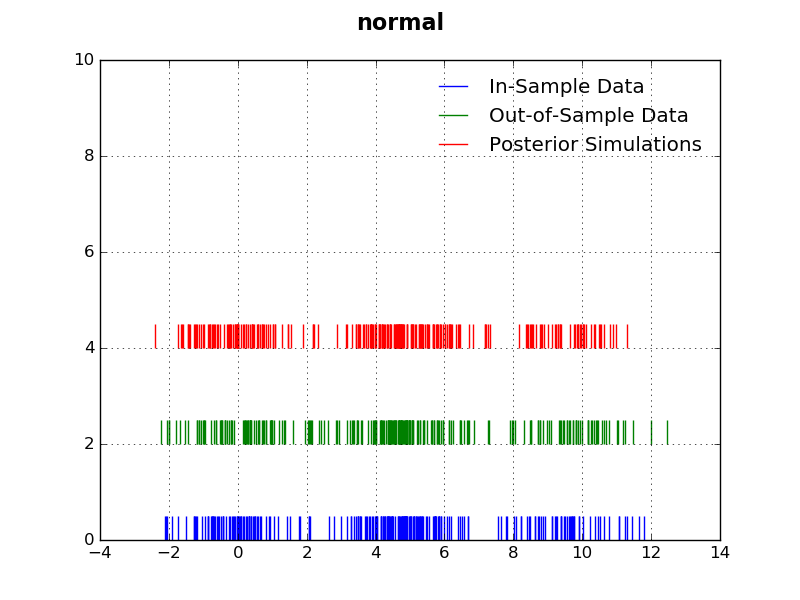 normal
10
8
6
4
2
0
In-Sample Data
Out-of-Sample Data
Posterior Simulations
−4 −2 0 2 4 6 8 10 12 14